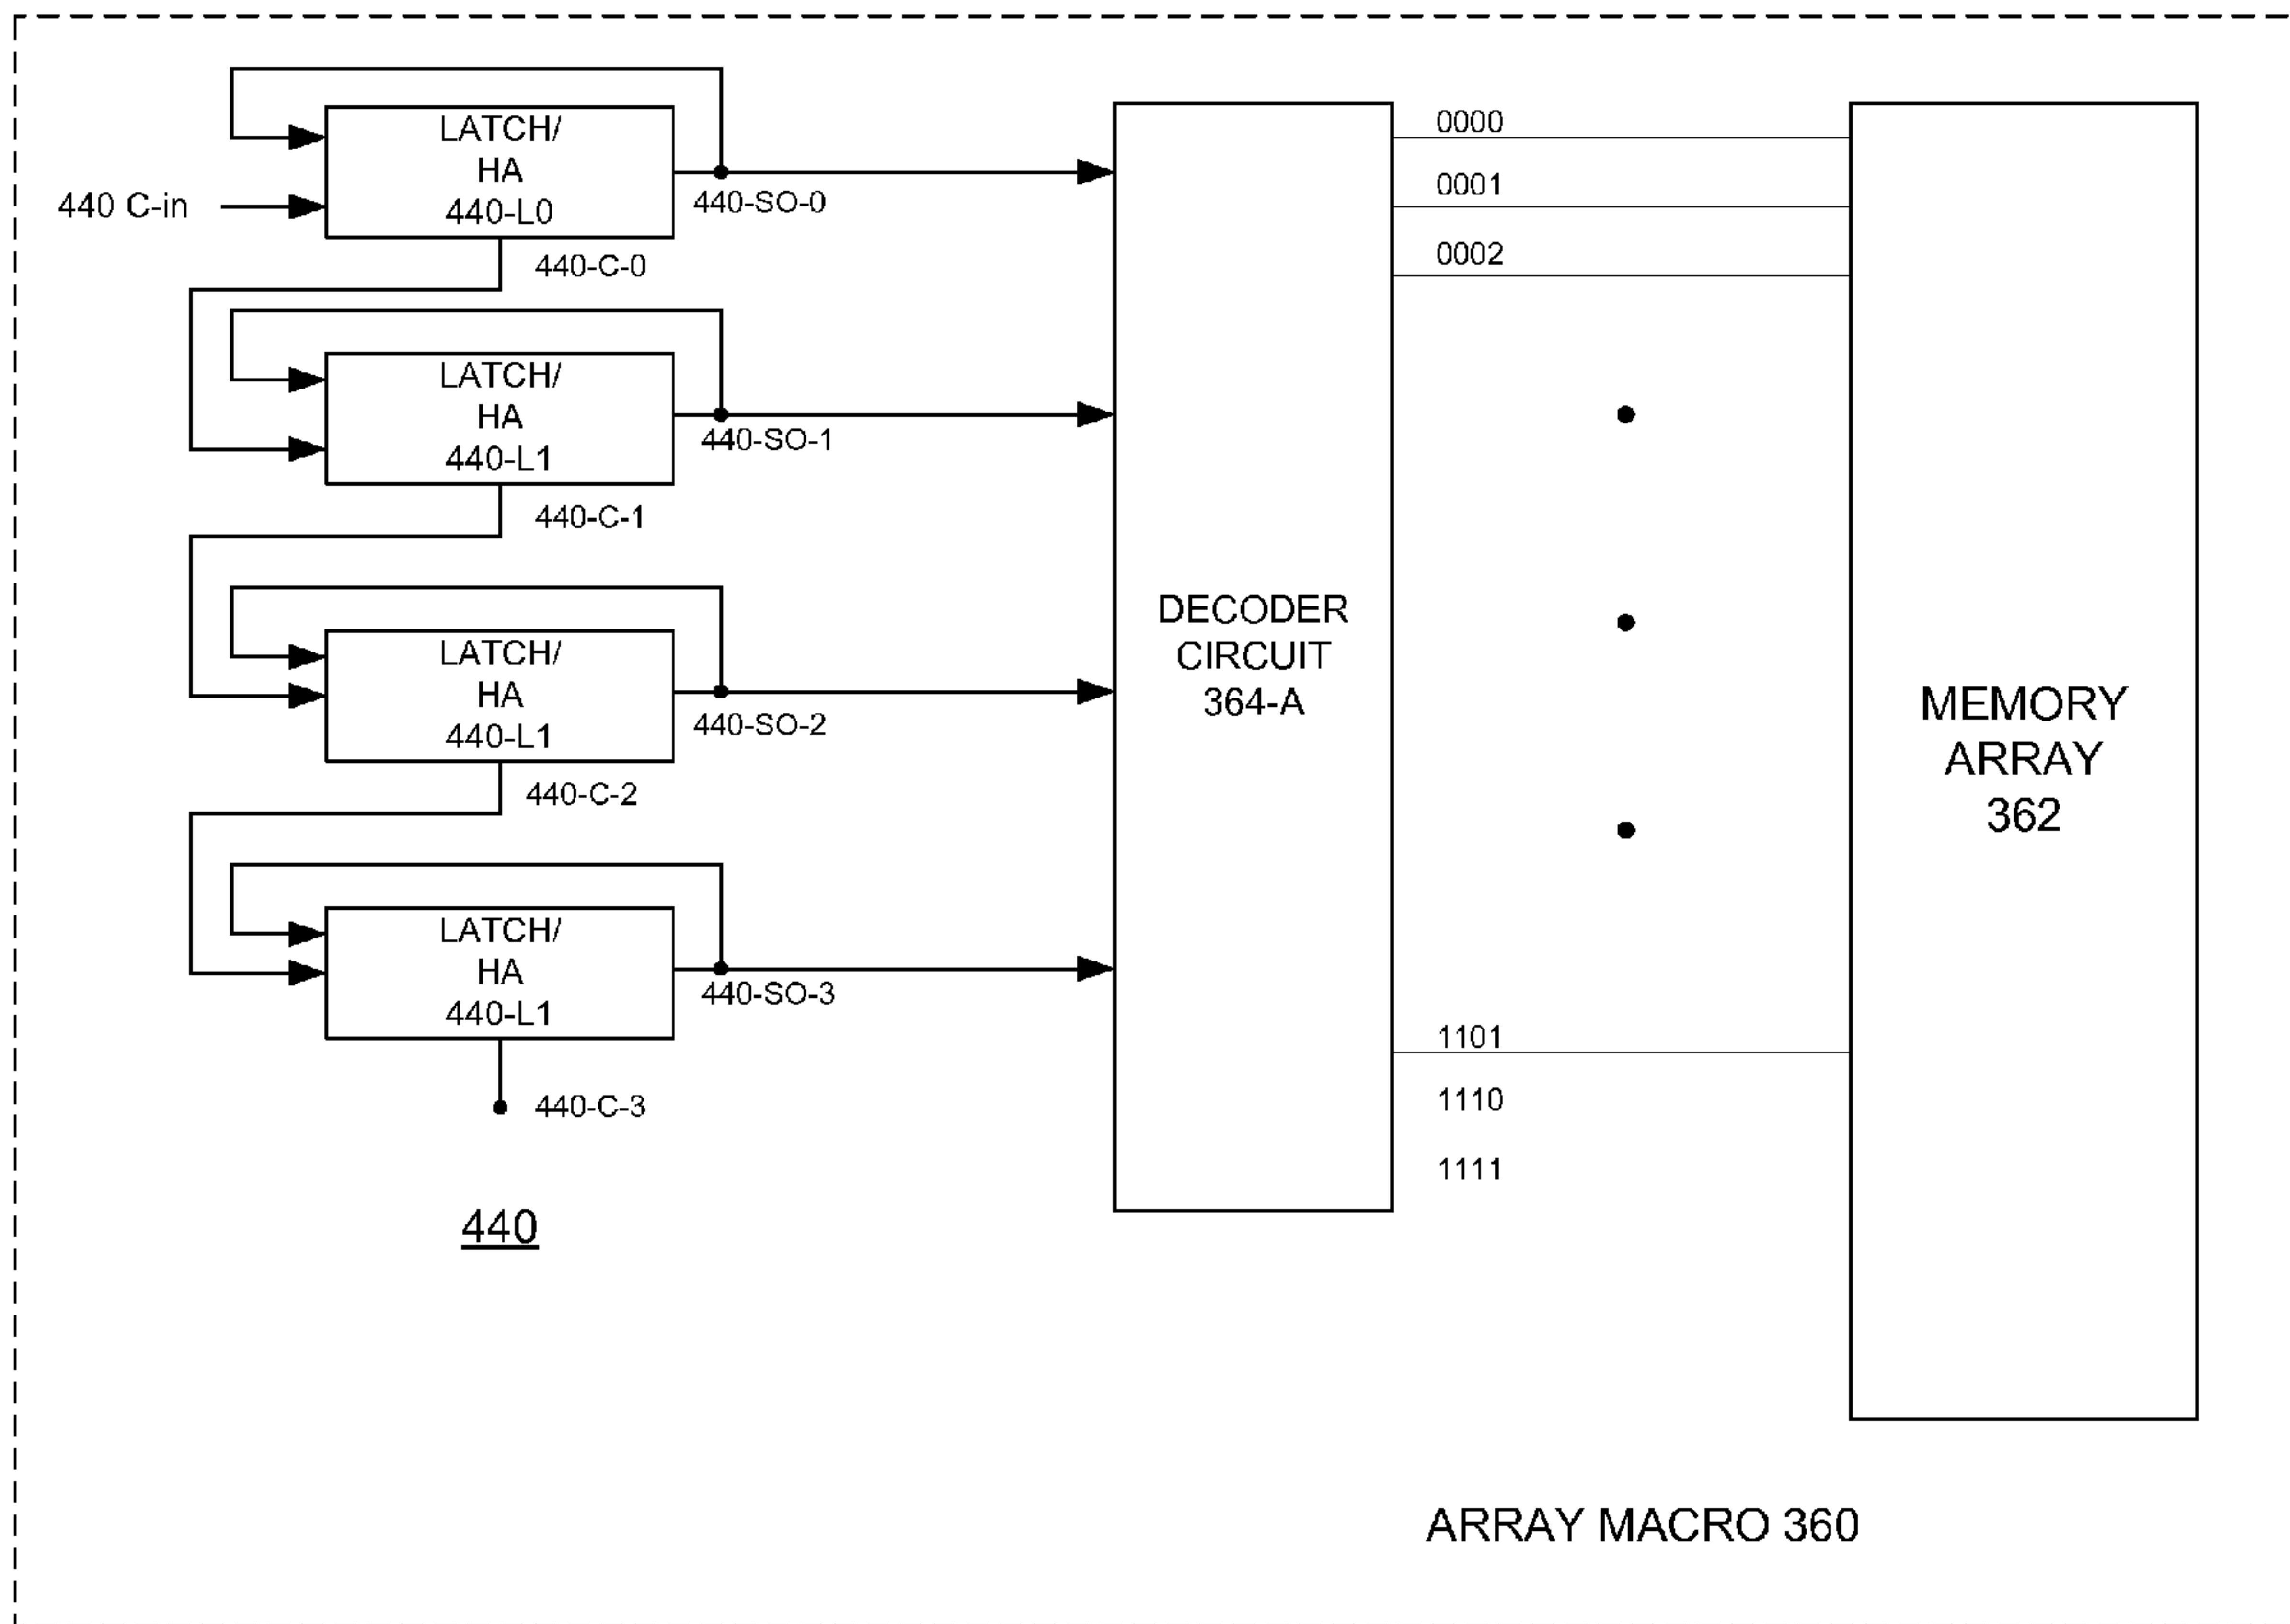 LATCH/
HA
440-L0
440 C-in
440-SO-0
440-C-0
LATCH/
HA
440-L1
440-SO-1
440-C-1
LATCH/
HA
440-L1
440-SO-2
440-C-2
LATCH/
HA
440-L1
440-SO-3
440-C-3
440
DECODER
CIRCUIT
364-A
0000
0001
0002
1101
1110
1111
MEMORY
ARRAY
362
ARRAY MACRO 360